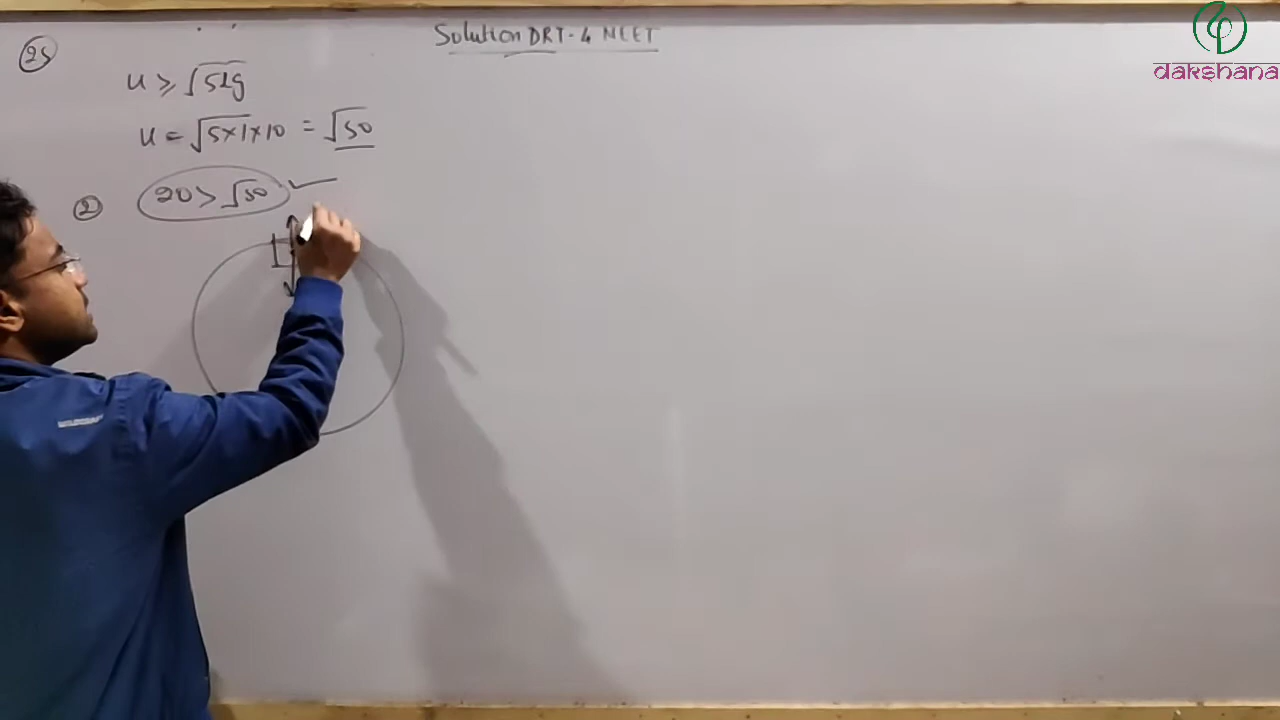 Solution DRT-4 NEET
dakshana
25
u ≥ √5lg
u = √5×1×10 = √50
② 20 > √50 ✓